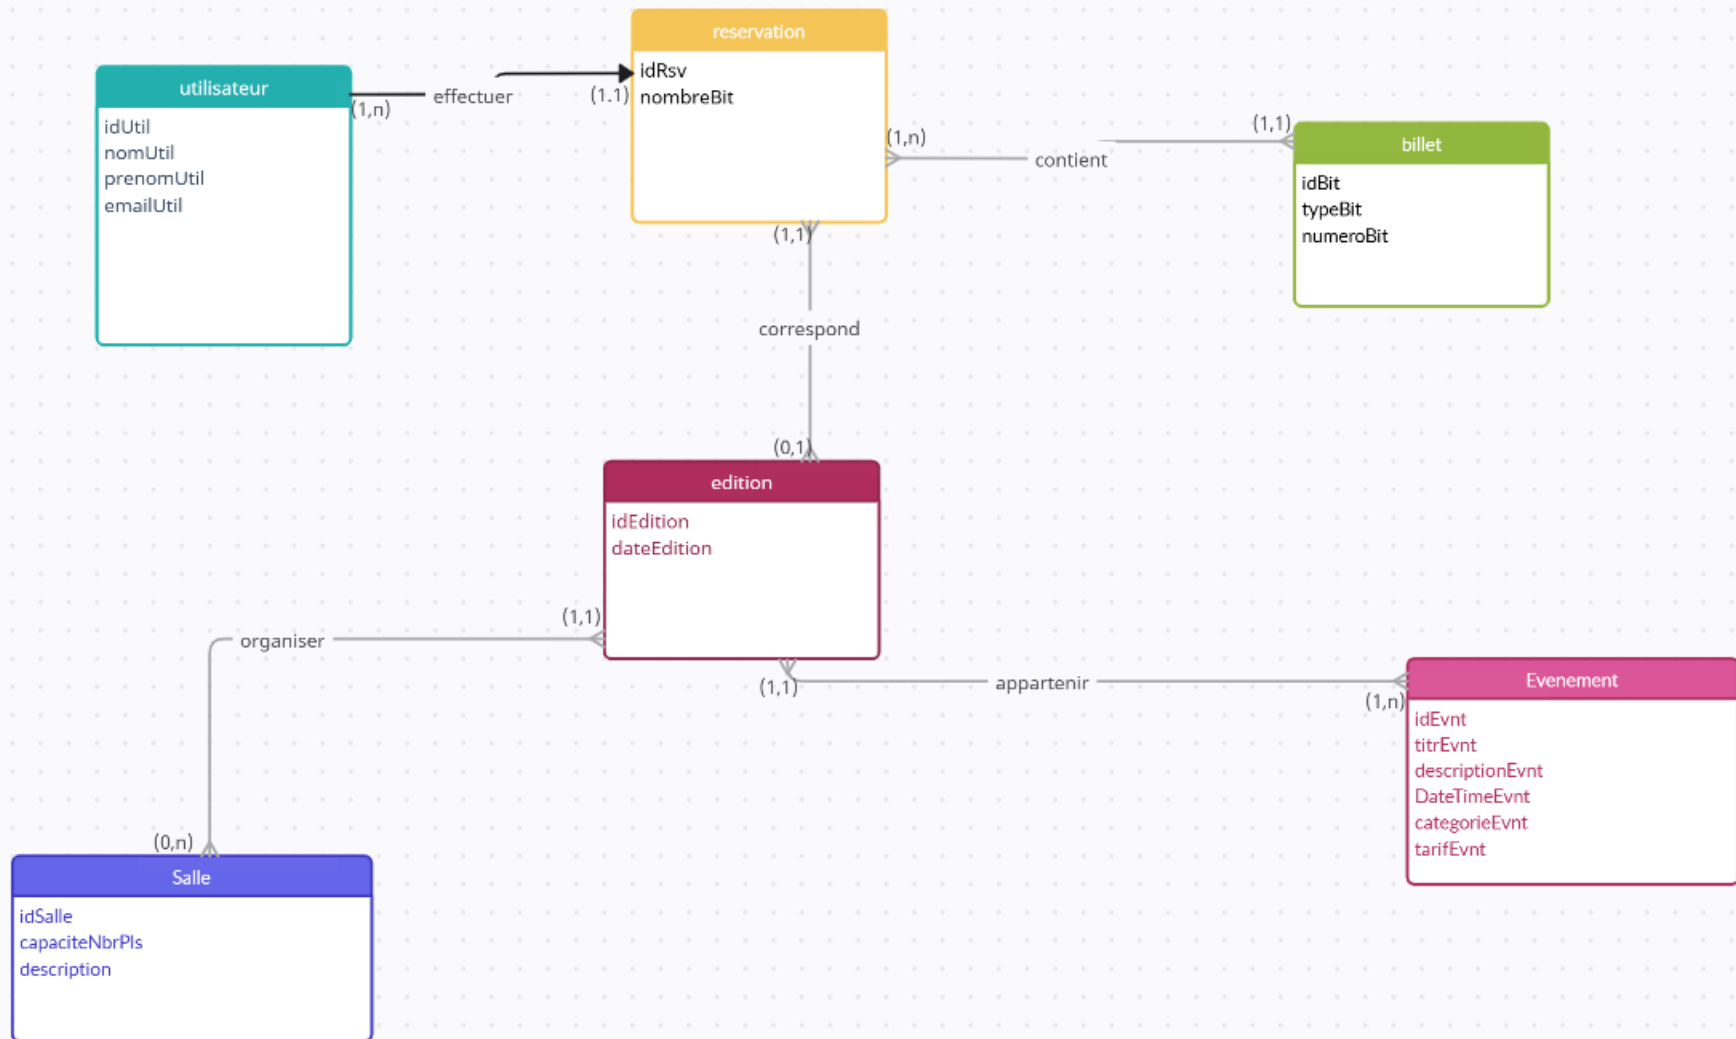 reservation
idRsv
nombreBit
utilisateur
idUtil
nomUtil
prenomUtil
emailUtil
(1,n)
effectuer
(1.1)
(1,n)
contient
(1,1)
billet
idBit
typeBit
numeroBit
(1,1)
correspond
(0,1)
edition
idEdition
dateEdition
(1,1)
organiser
(1,1)
appartenir
(1,n)
Evenement
idEvnt
titrEvnt
descriptionEvnt
DateTimeEvnt
categorieEvnt
tarifEvnt
(0,n)
Salle
idSalle
capaciteNbrPls
description